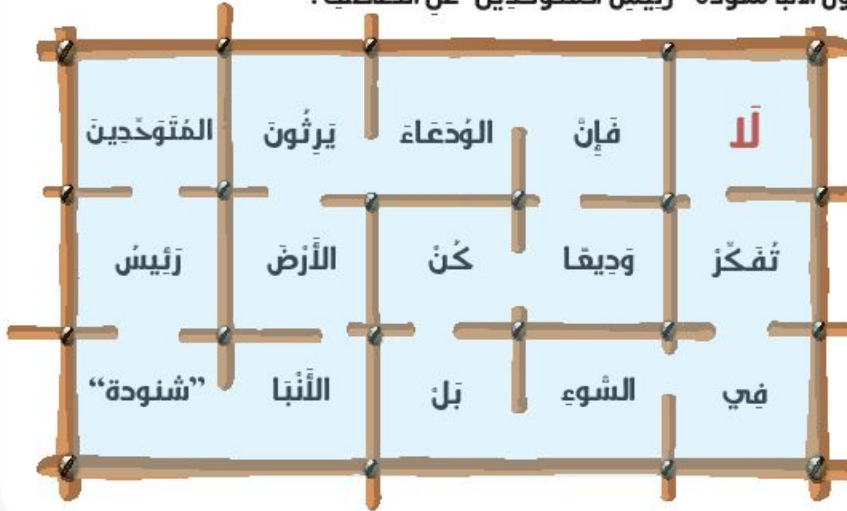 لَا فَإِنَّ الوُدَعَاءَ يَرِثُونَ المُتَوَحِّدِينَ
تُفَكِّرْ وَدِيعًا كُنْ الأَرْضَ رَئِيسُ
فِي السُّوءِ بَلْ الأَنْبَا "شنودة"